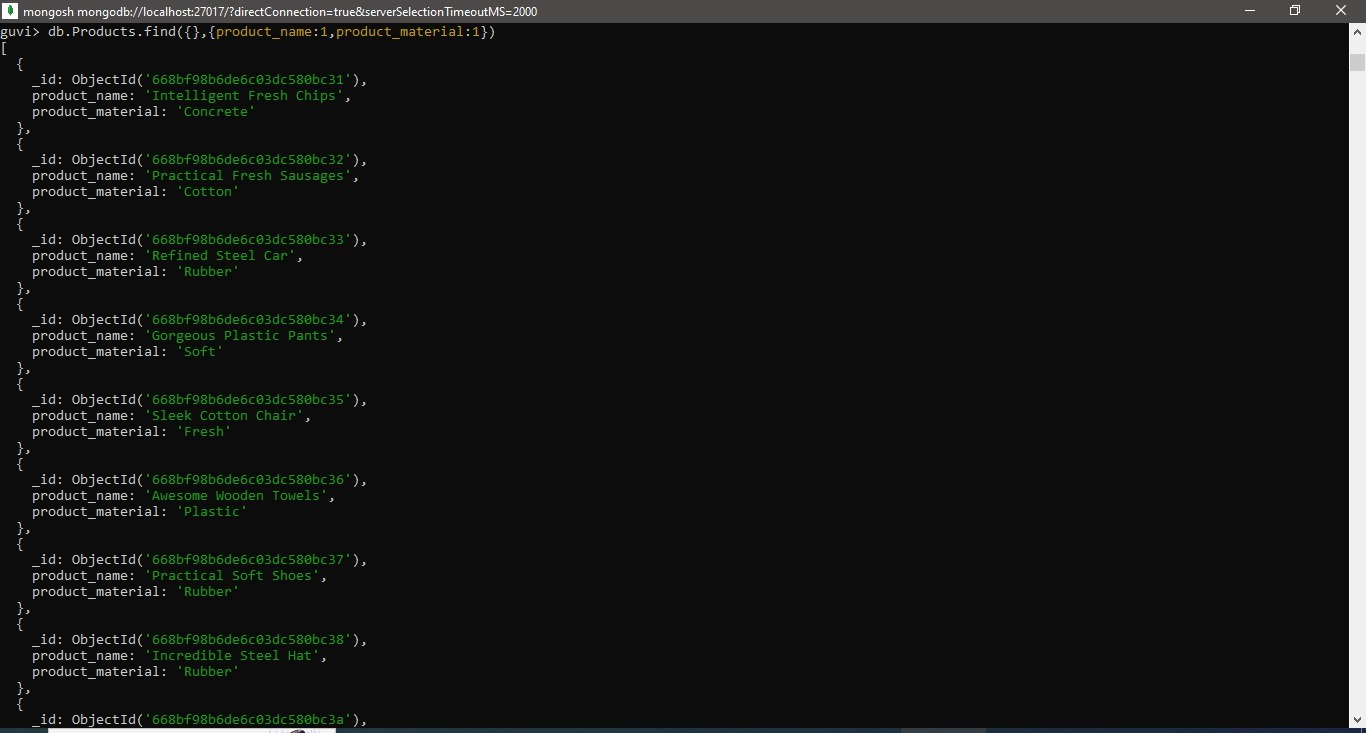 mongosh mongodb://localhost:27017/?directConnection=true&serverSelectionTimeoutMS=2000
guvi> db.Products.find({},{product_name:1,product_material:1})
[
  {
    _id: ObjectId('668bf98b6de6c03dc580bc31'),
    product_name: 'Intelligent Fresh Chips',
    product_material: 'Concrete'
  },
  {
    _id: ObjectId('668bf98b6de6c03dc580bc32'),
    product_name: 'Practical Fresh Sausages',
    product_material: 'Cotton'
  },
  {
    _id: ObjectId('668bf98b6de6c03dc580bc33'),
    product_name: 'Refined Steel Car',
    product_material: 'Rubber'
  },
  {
    _id: ObjectId('668bf98b6de6c03dc580bc34'),
    product_name: 'Gorgeous Plastic Pants',
    product_material: 'Soft'
  },
  {
    _id: ObjectId('668bf98b6de6c03dc580bc35'),
    product_name: 'Sleek Cotton Chair',
    product_material: 'Fresh'
  },
  {
    _id: ObjectId('668bf98b6de6c03dc580bc36'),
    product_name: 'Awesome Wooden Towels',
    product_material: 'Plastic'
  },
  {
    _id: ObjectId('668bf98b6de6c03dc580bc37'),
    product_name: 'Practical Soft Shoes',
    product_material: 'Rubber'
  },
  {
    _id: ObjectId('668bf98b6de6c03dc580bc38'),
    product_name: 'Incredible Steel Hat',
    product_material: 'Rubber'
  },
  {
    _id: ObjectId('668bf98b6de6c03dc580bc3a'),